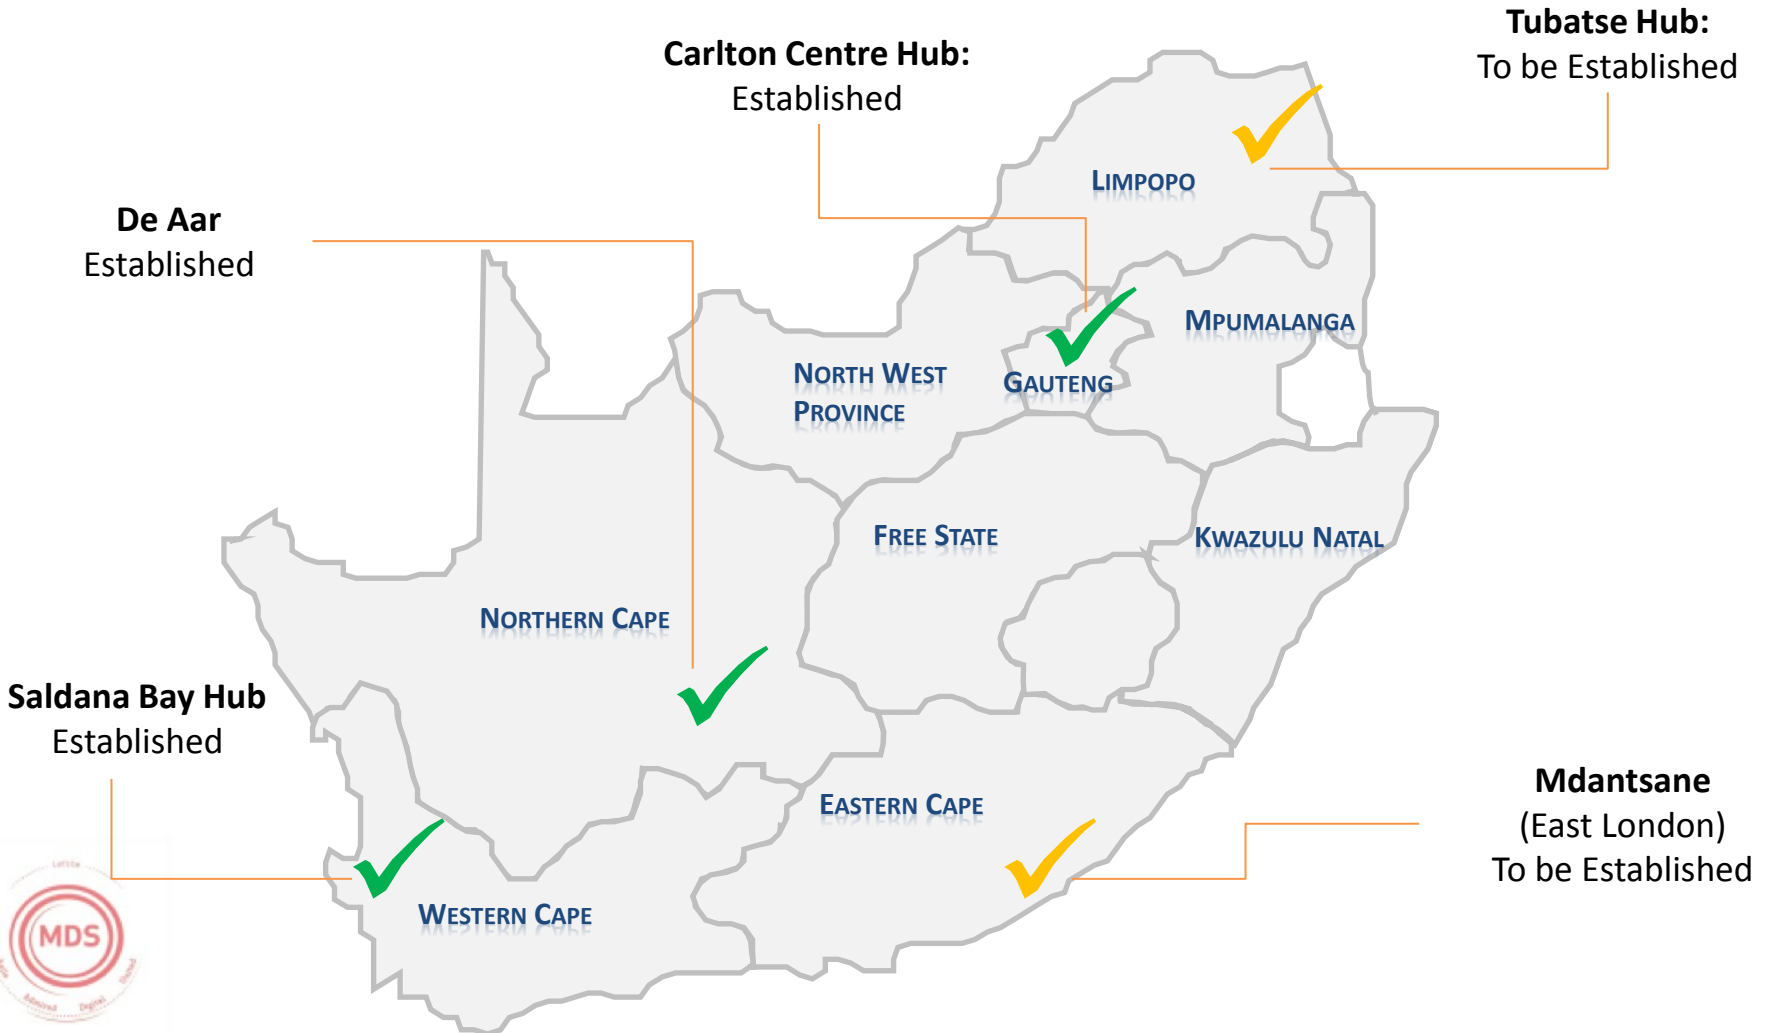 Tubatse Hub:
To be Established
Carlton Centre Hub:
Established
De Aar
Established
LIMPOPO
MPUMALANGA
NORTH WEST
PROVINCE
GAUTENG
FREE STATE
KWAZULU NATAL
NORTHERN CAPE
Saldana Bay Hub
Established
EASTERN CAPE
Mdantsane
(East London)
To be Established
WESTERN CAPE
MDS
Digital